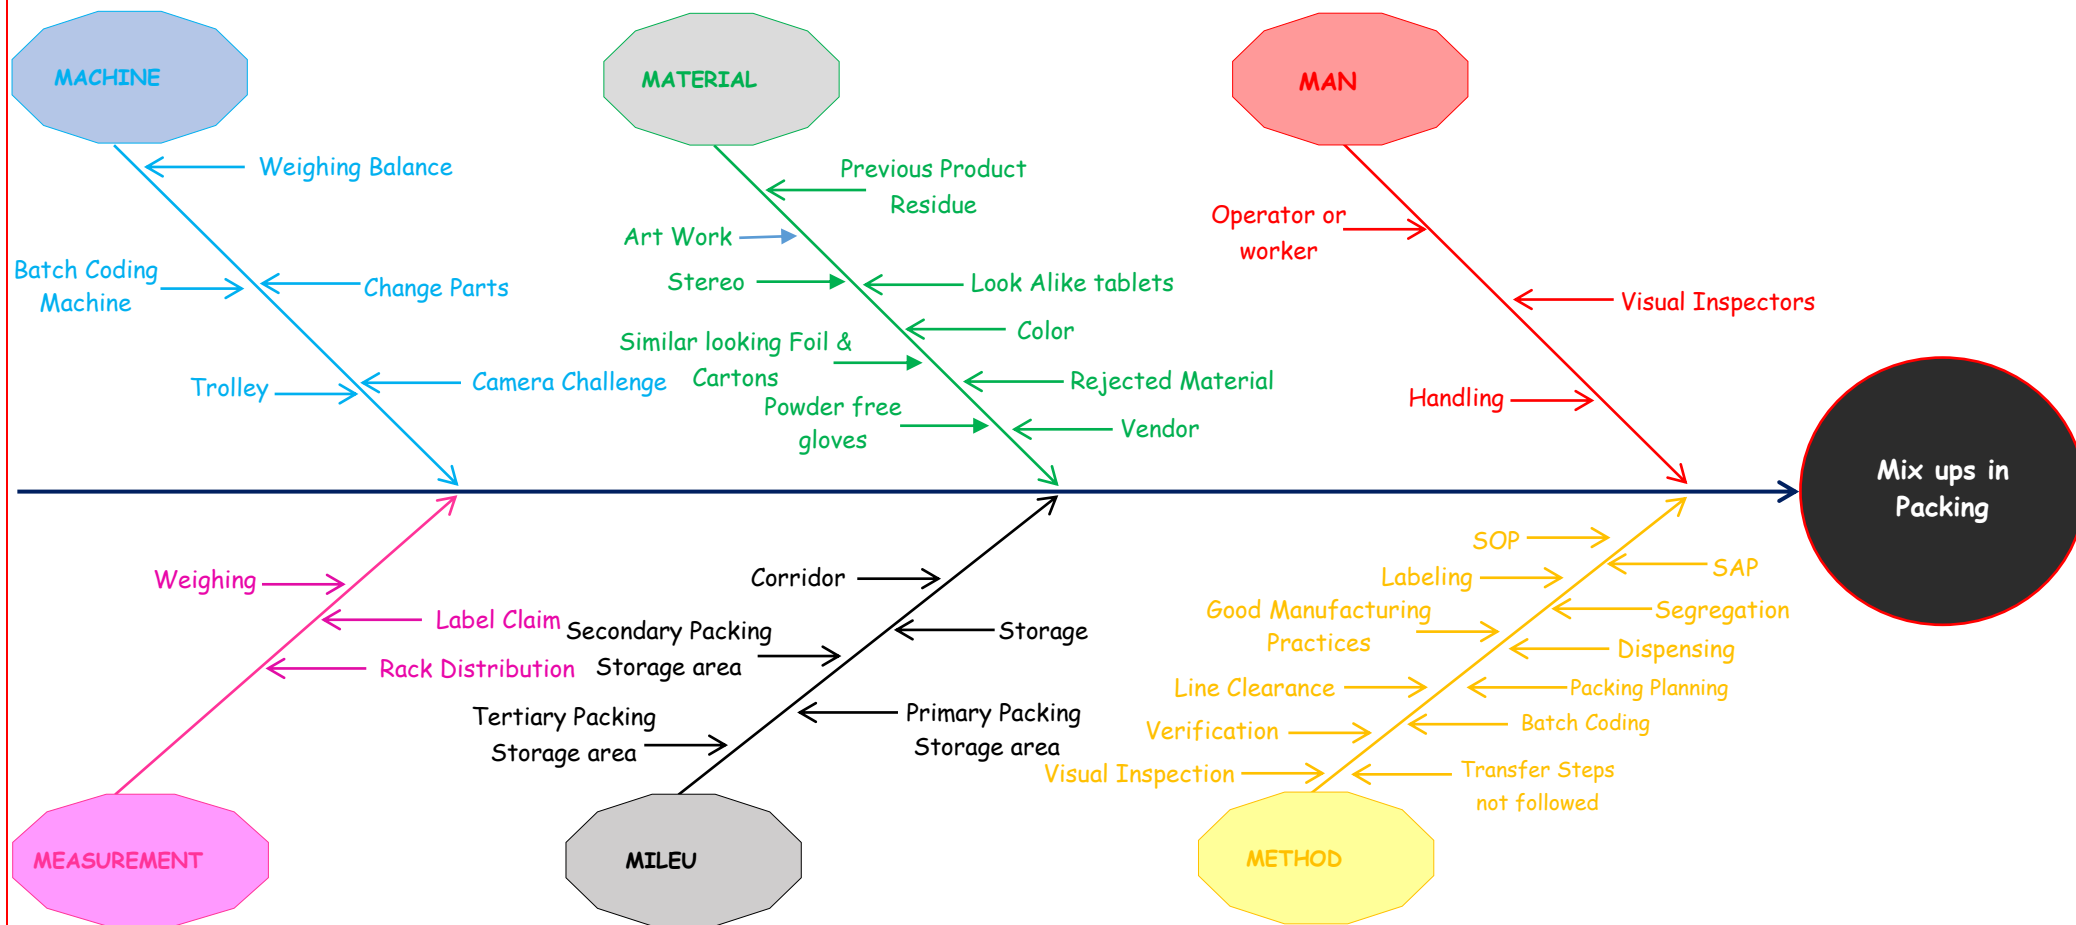 MACHINE
MATERIAL
MAN
Weighing Balance
Batch Coding
Machine
Change Parts
Trolley
Camera Challenge
Previous Product
Residue
Art Work
Stereo
Look Alike tablets
Color
Similar looking Foil &
Cartons
Rejected Material
Powder free
gloves
Vendor
Operator or
worker
Visual Inspectors
Handling
Mix ups in
Packing
Weighing
Label Claim
Rack Distribution
Corridor
Secondary Packing
Storage area
Storage
Tertiary Packing
Storage area
Primary Packing
Storage area
SOP
SAP
Labeling
Segregation
Good Manufacturing
Practices
Dispensing
Line Clearance
Packing Planning
Verification
Batch Coding
Visual Inspection
Transfer Steps
not followed
MEASUREMENT
MILEU
METHOD